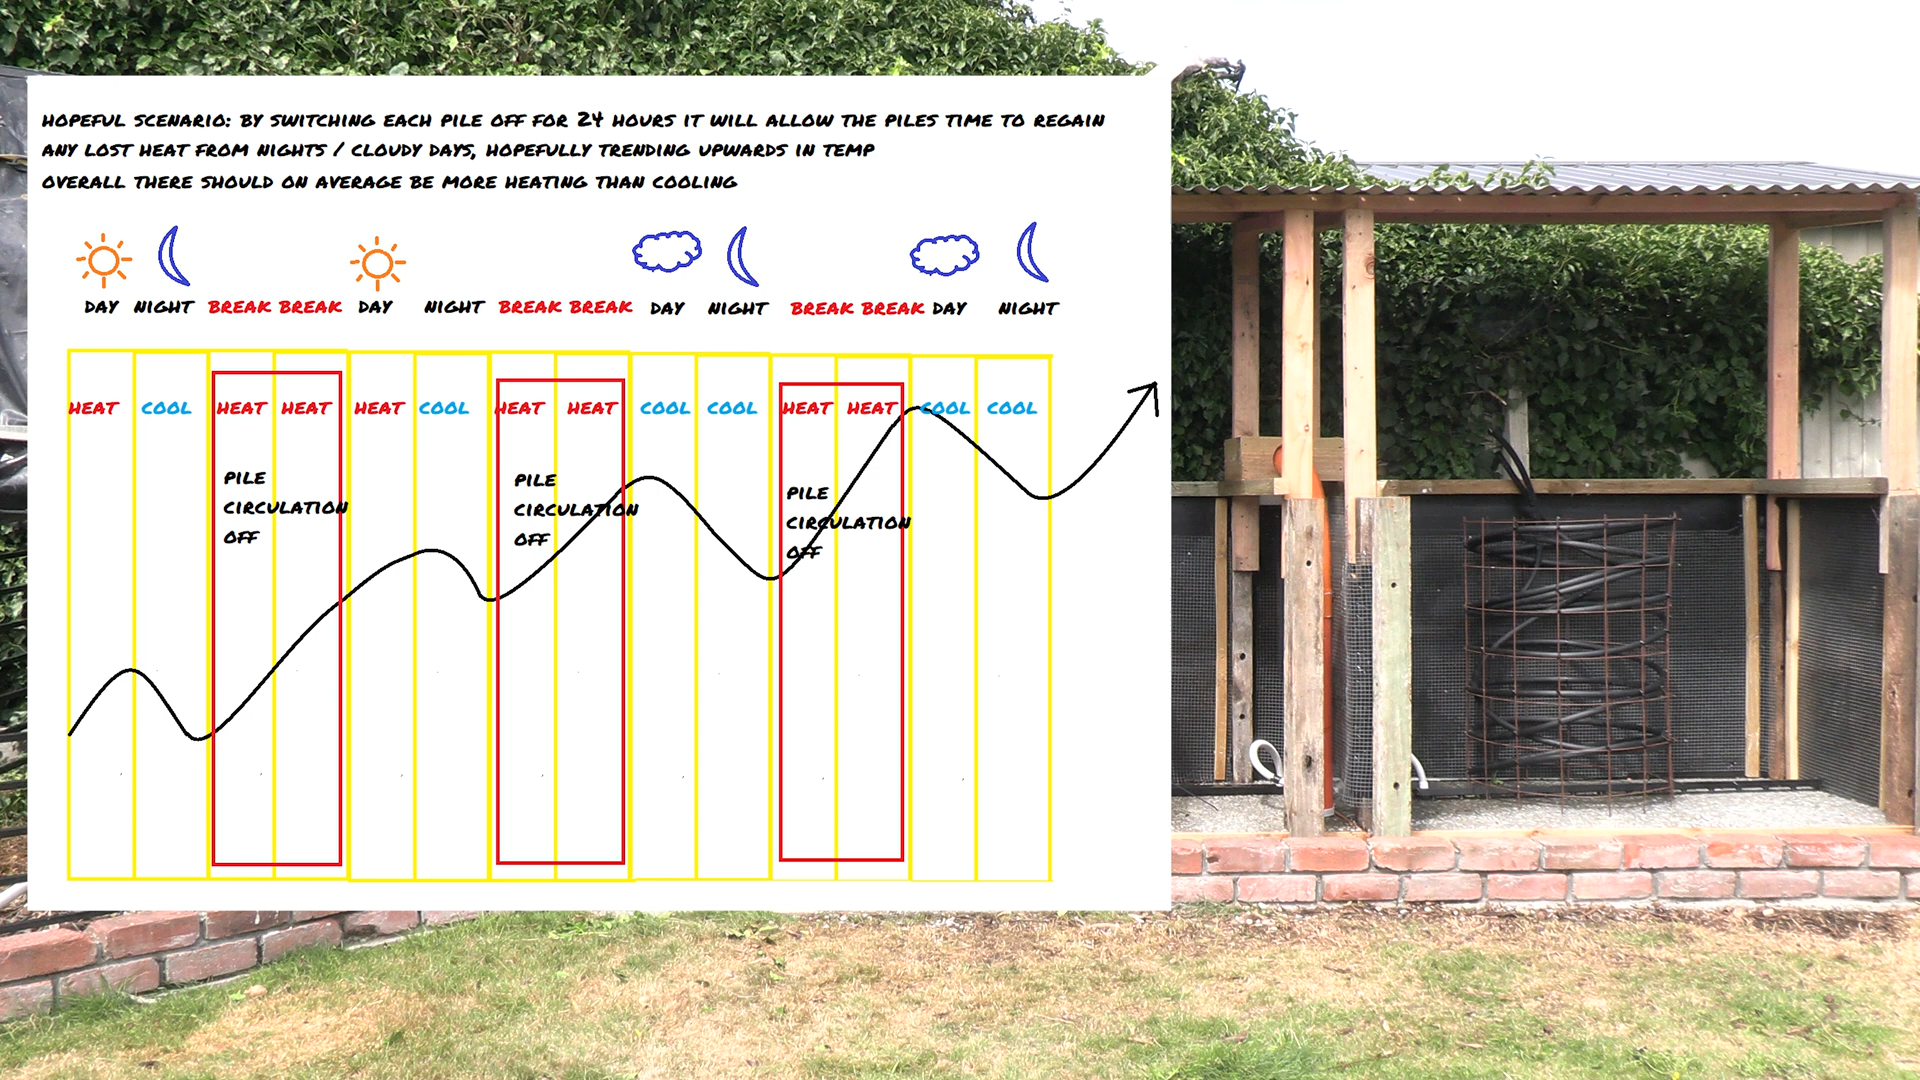 HOPEFUL SCENARIO: BY SWITCHING EACH PILE OFF FOR 24 HOURS IT WILL ALLOW THE PILES TIME TO REGAIN
ANY LOST HEAT FROM NIGHTS / CLOUDY DAYS, HOPEFULLY TRENDING UPWARDS IN TEMP
OVERALL THERE SHOULD ON AVERAGE BE MORE HEATING THAN COOLING
DAY NIGHT BREAK BREAK DAY NIGHT BREAK BREAK DAY NIGHT BREAK BREAK DAY NIGHT
HEAT COOL HEAT HEAT HEAT COOL HEAT HEAT COOL COOL HEAT HEAT COOL COOL
PILE
CIRCULATION
OFF
PILE
CIRCULATION
OFF
PILE
CIRCULATION
OFF